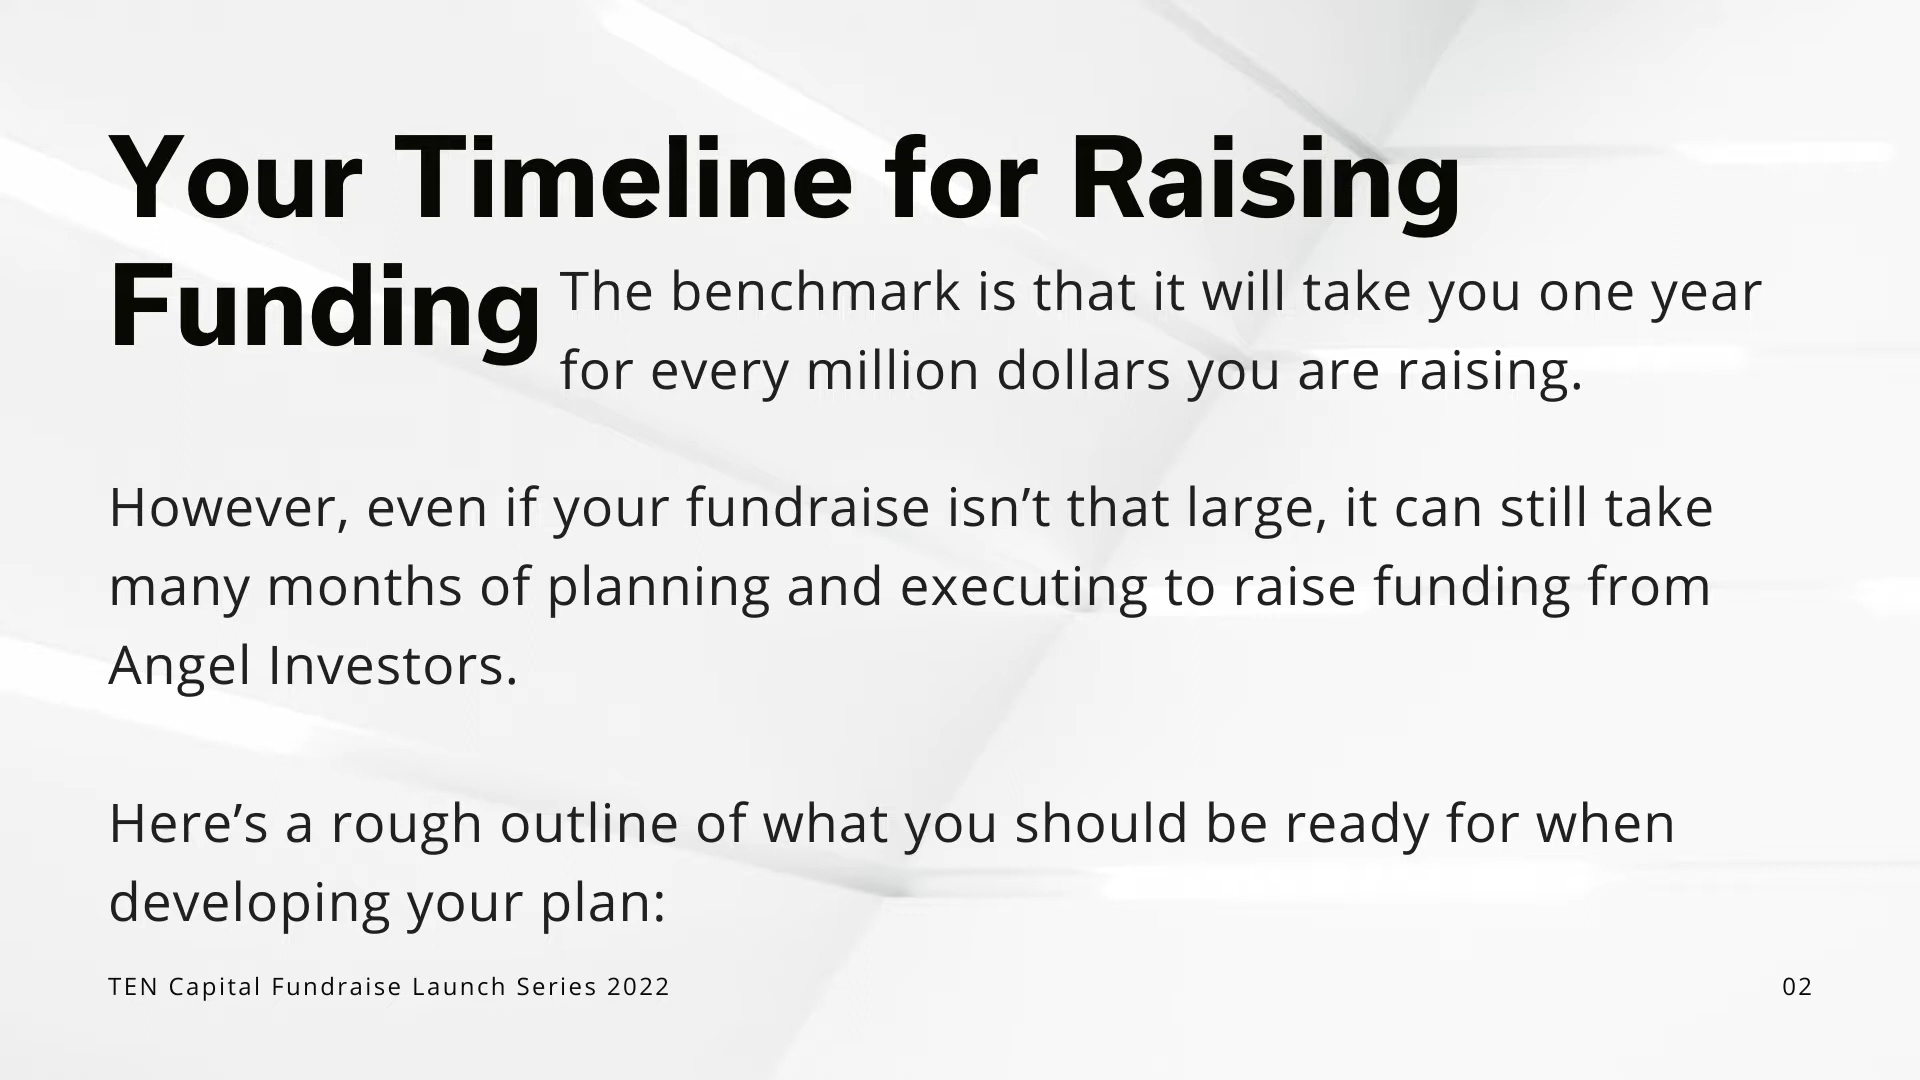 Your Timeline for Raising
Funding
The benchmark is that it will take you one year
for every million dollars you are raising.
However, even if your fundraise isn’t that large, it can still take
many months of planning and executing to raise funding from
Angel Investors.
Here’s a rough outline of what you should be ready for when
developing your plan:
TEN Capital Fundraise Launch Series 2022
02